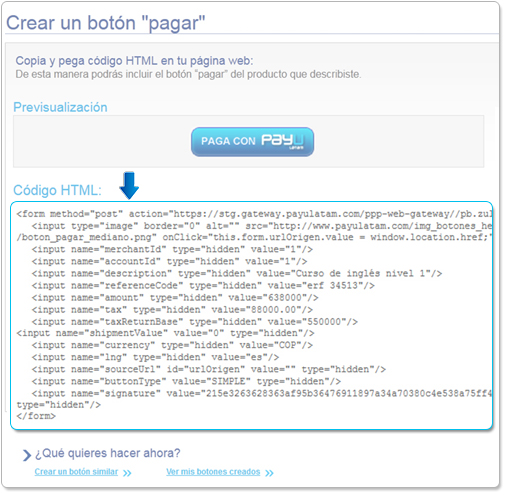 Crear un botón "pagar"
Copia y pega código HTML en tu página web:
De esta manera podrás incluir el botón "pagar" del producto que describiste.
Previsualización
PAGA CON PAYU
LATAM
Código HTML:
<form method="post" action="https://stg.gateway.payulatam.com/ppp-web-gateway//pb.zul
<input type="image" border="0" alt="" src="http://www.payulatam.com/img_botones_he
/boton_pagar_mediano.png" onClick="this.form.urlOrigen.value = window.location.href;"
<input name="merchantId" type="hidden" value="1"/>
<input name="accountId" type="hidden" value="1"/>
<input name="description" type="hidden" value="Curso de inglés nivel 1"/>
<input name="referenceCode" type="hidden" value="erf 34513"/>
<input name="amount" type="hidden" value="638000"/>
<input name="tax" type="hidden" value="88000.00"/>
<input name="taxReturnBase" type="hidden" value="550000"/>
<input name="shipmentValue" value="0" type="hidden"/>
<input name="currency" type="hidden" value="COP"/>
<input name="lng" type="hidden" value="es"/>
<input name="sourceUrl" id="urlOrigen" value="" type="hidden"/>
<input name="buttonType" value="SIMPLE" type="hidden"/>
<input name="signature" value="215e3263628363af95b36476911897a34a70380c4e538a75ff4
type="hidden"/>
</form>
¿Qué quieres hacer ahora?
Crear un botón similar >> Ver mis botones creados >>